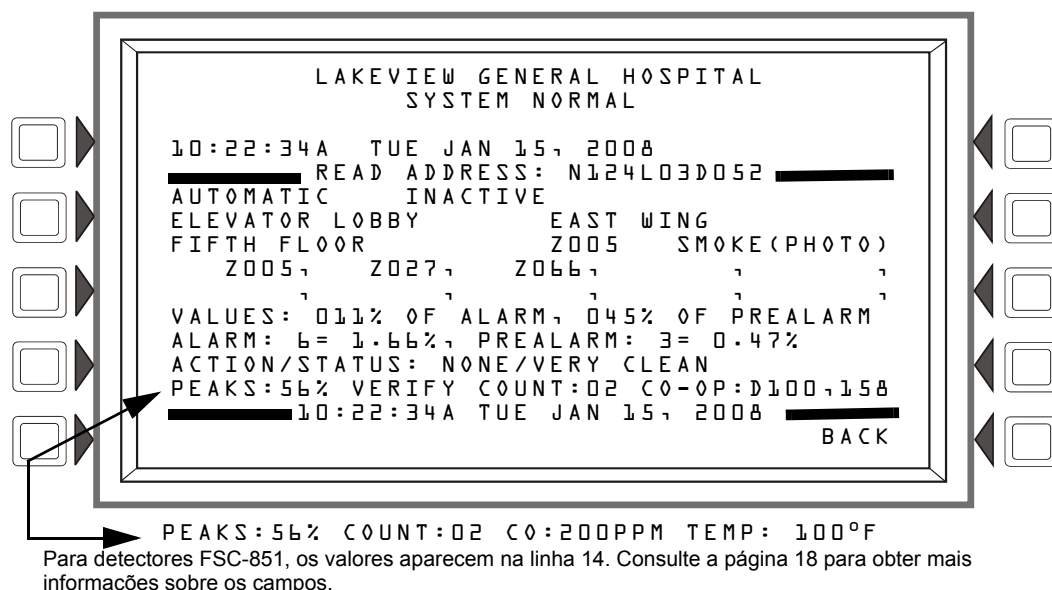 LAKEVIEW GENERAL HOSPITAL
SYSTEM NORMAL
10:22:34A TUE JAN 15, 2008
READ ADDRESS: N124L03D052
AUTOMATIC INACTIVE
ELEVATOR LOBBY EAST WING
FIFTH FLOOR Z005 SMOKE(PHOTO)
Z005, Z027, Z066, , ,
, , , , ,
VALUES: 011% OF ALARM, 045% OF PREALARM
ALARM: 6= 1.66%, PREALARM: 3= 0.47%
ACTION/STATUS: NONE/VERY CLEAN
PEAKS:56% VERIFY COUNT:02 CO-OP:D100,158
10:22:34A TUE JAN 15, 2008
BACK
PEAKS:56% COUNT:02 CO:200PPM TEMP: 100°F
Para detectores FSC-851, os valores aparecem na linha 14. Consulte a página 18 para obter mais
informações sobre os campos.